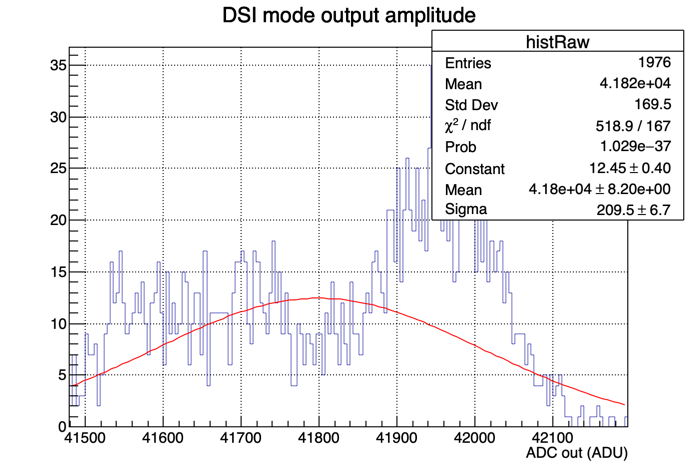 DSI mode output amplitude
histRaw
Entries 1976
Mean 4.182e+04
Std Dev 169.5
χ² / ndf 518.9 / 167
Prob 1.029e−37
Constant 12.45 ± 0.40
Mean 4.18e+04 ± 8.20e+00
Sigma 209.5 ± 6.7
35
30
25
20
15
10
5
0
41500 41600 41700 41800 41900 42000 42100
ADC out (ADU)